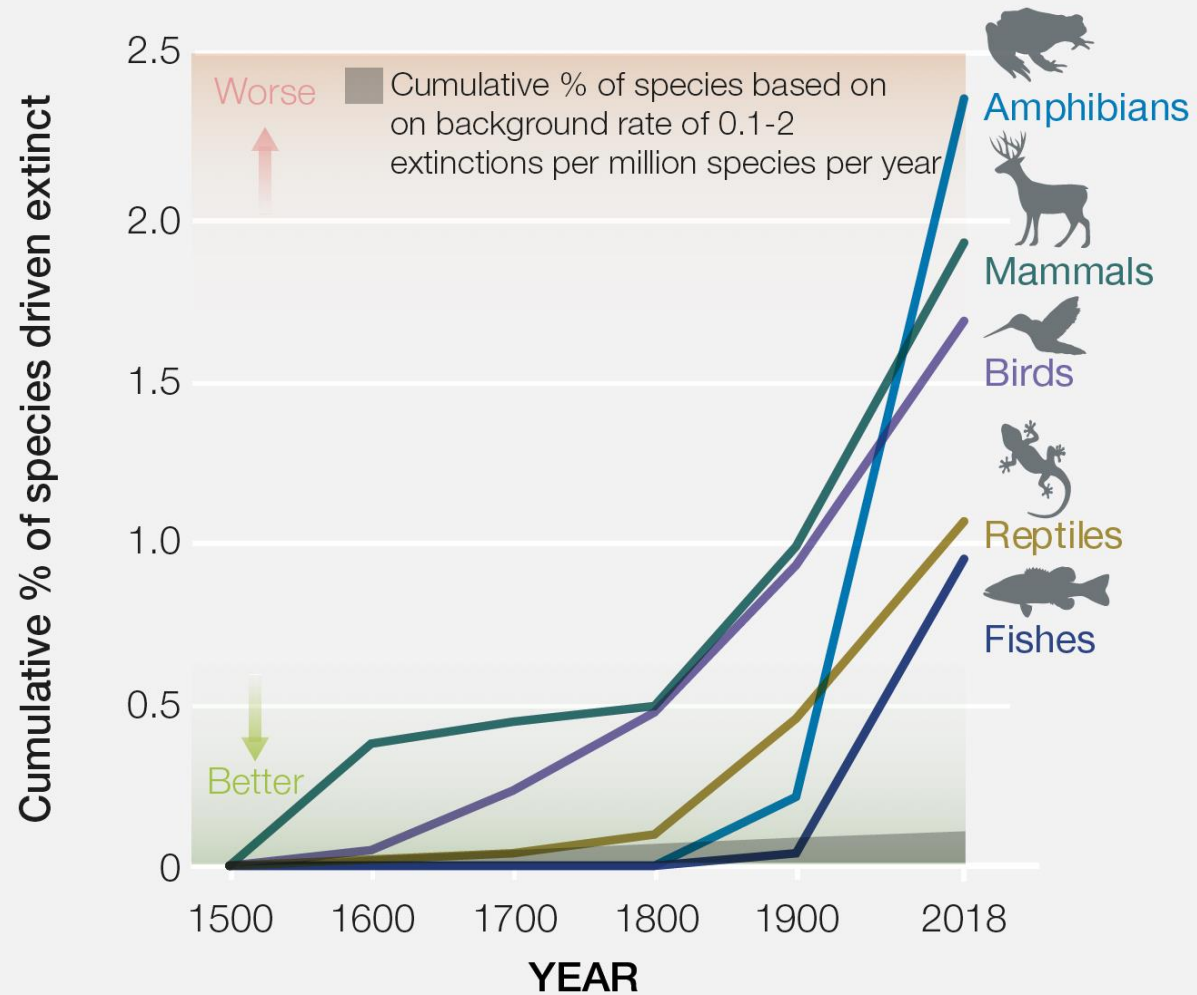 Cumulative % of species driven extinct
2.5
2.0
1.5
1.0
0.5
0
Worse
Cumulative % of species based on
on background rate of 0.1-2
extinctions per million species per year
Better
Amphibians
Mammals
Birds
Reptiles
Fishes
1500 1600 1700 1800 1900 2018
YEAR